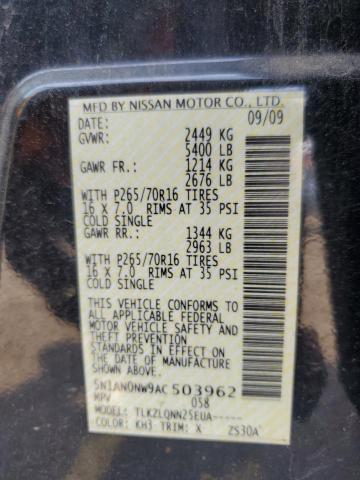 MFD BY NISSAN MOTOR CO., LTD.
DATE: 09/09
GVWR: 2449 KG
5400 LB
GAWR FR.: 1214 KG
2676 LB
WITH P265/70R16 TIRES
16 X 7.0 RIMS AT 35 PSI
COLD SINGLE
GAWR RR.: 1344 KG
2963 LB
WITH P265/70R16 TIRES
16 X 7.0 RIMS AT 35 PSI
COLD SINGLE
THIS VEHICLE CONFORMS TO
ALL APPLICABLE FEDERAL
MOTOR VEHICLE SAFETY
STANDARDS IN EFFECT ON
THE DATE OF MANUFACTURE
SHOWN ABOVE.
5N1AN0NW9AC503962
MPV 058
MODEL: TLKZLQNN25EUA-----
COLOR: KH3 TRIM: X ZS30A